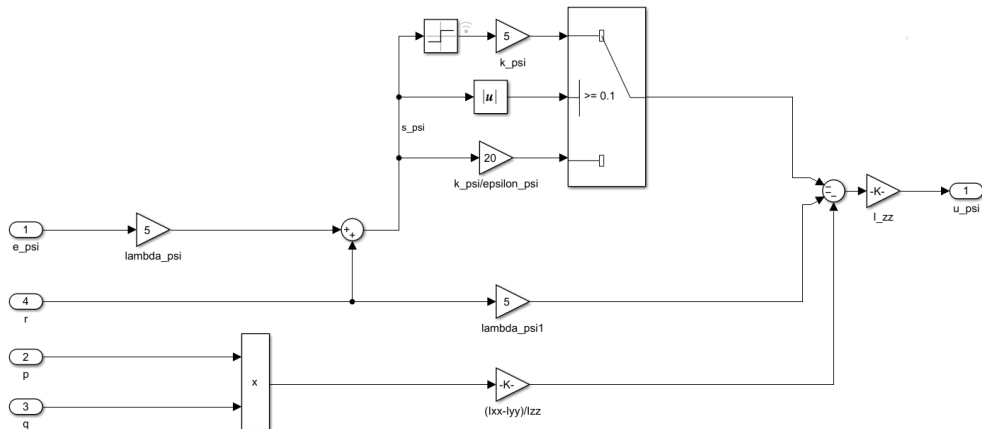 5
k_psi
|u|
>= 0.1
s_psi
20
k_psi/epsilon_psi
-K-
I_zz
1
u_psi
1
e_psi
5
lambda_psi
+
+
-
-
-
4
r
5
lambda_psi1
2
p
x
-K-
(Ixx-Iyy)/Izz
3
q